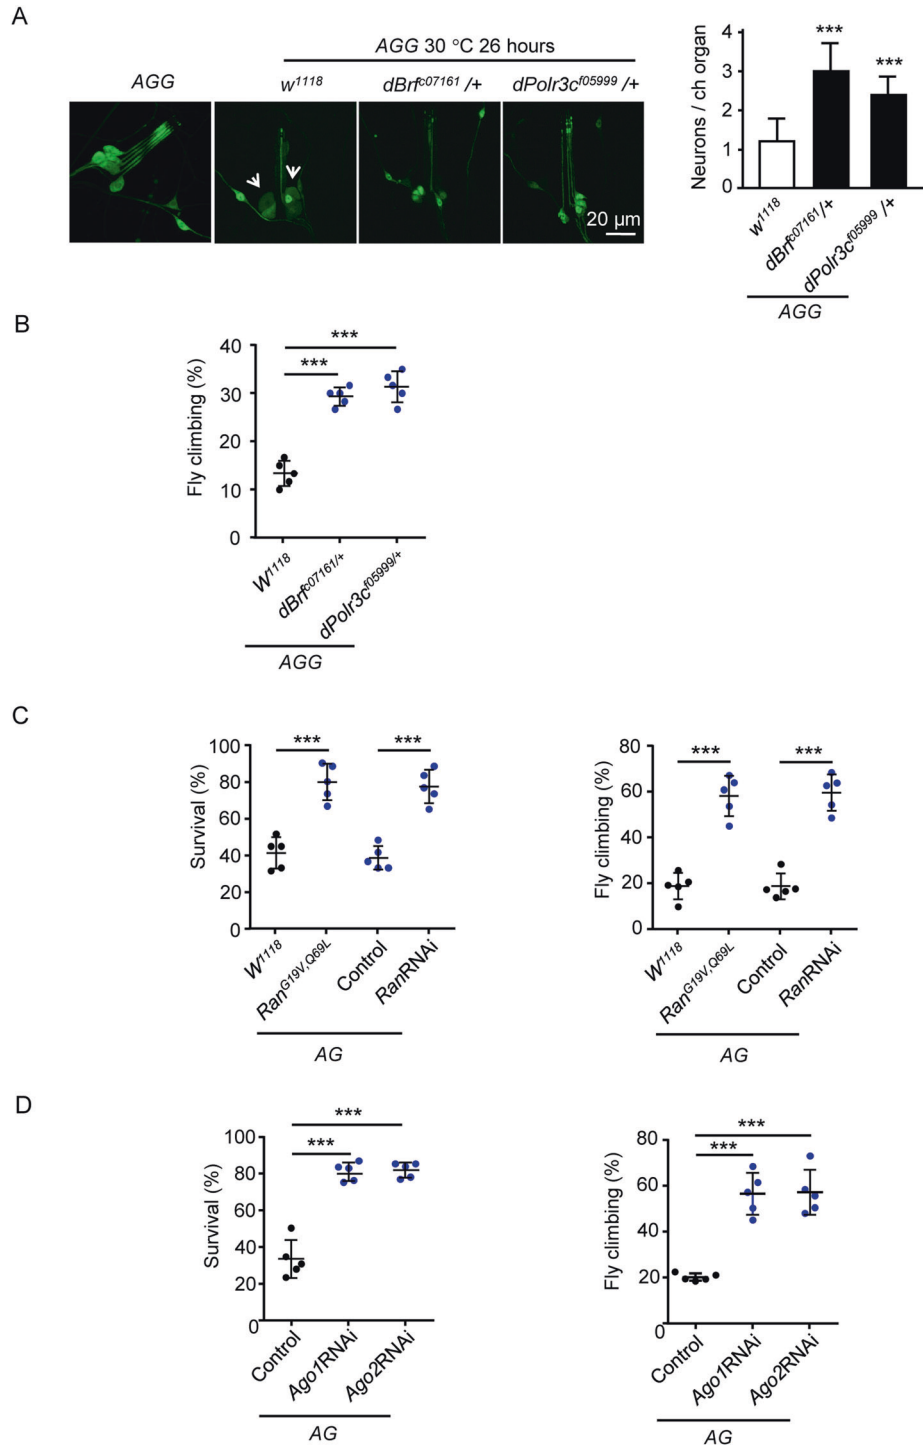 A
AGG 30 °C 26 hours
AGG
w1118
dBrfc07161 /+
dPolr3cf05999 /+
20 μm
Neurons / ch organ
4
3
2
1
0
***
***
w1118
dBrfc07161/+
dPolr3cf05999 /+
AGG
B
Fly climbing (%)
40
30
20
10
0
***
***
W1118
dBrfc07161/+
dPolr3cf05999/+
AGG
C
Survival (%)
100
80
60
40
20
0
***
***
W1118
RanG19V,Q69L
Control
RanRNAi
AG
Fly climbing (%)
80
60
40
20
0
***
***
W1118
RanG19V,Q69L
Control
RanRNAi
AG
D
Survival (%)
100
80
60
40
20
0
***
***
Control
Ago1RNAi
Ago2RNAi
AG
Fly climbing (%)
80
60
40
20
0
***
***
Control
Ago1RNAi
Ago2RNAi
AG